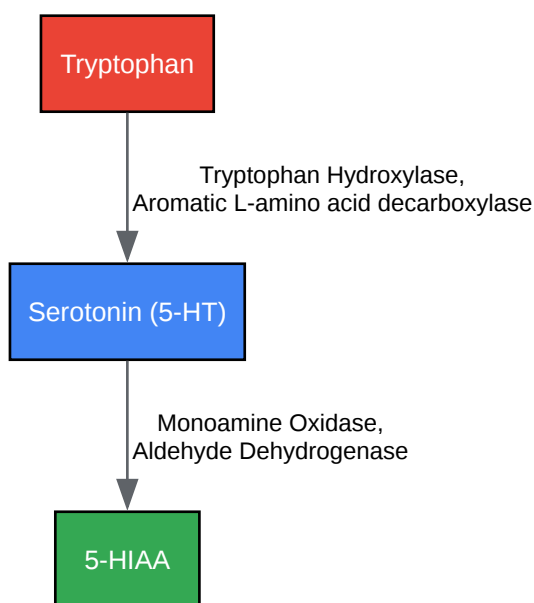 Tryptophan
Tryptophan Hydroxylase,
Aromatic L-amino acid decarboxylase
Serotonin (5-HT)
Monoamine Oxidase,
Aldehyde Dehydrogenase
5-HIAA